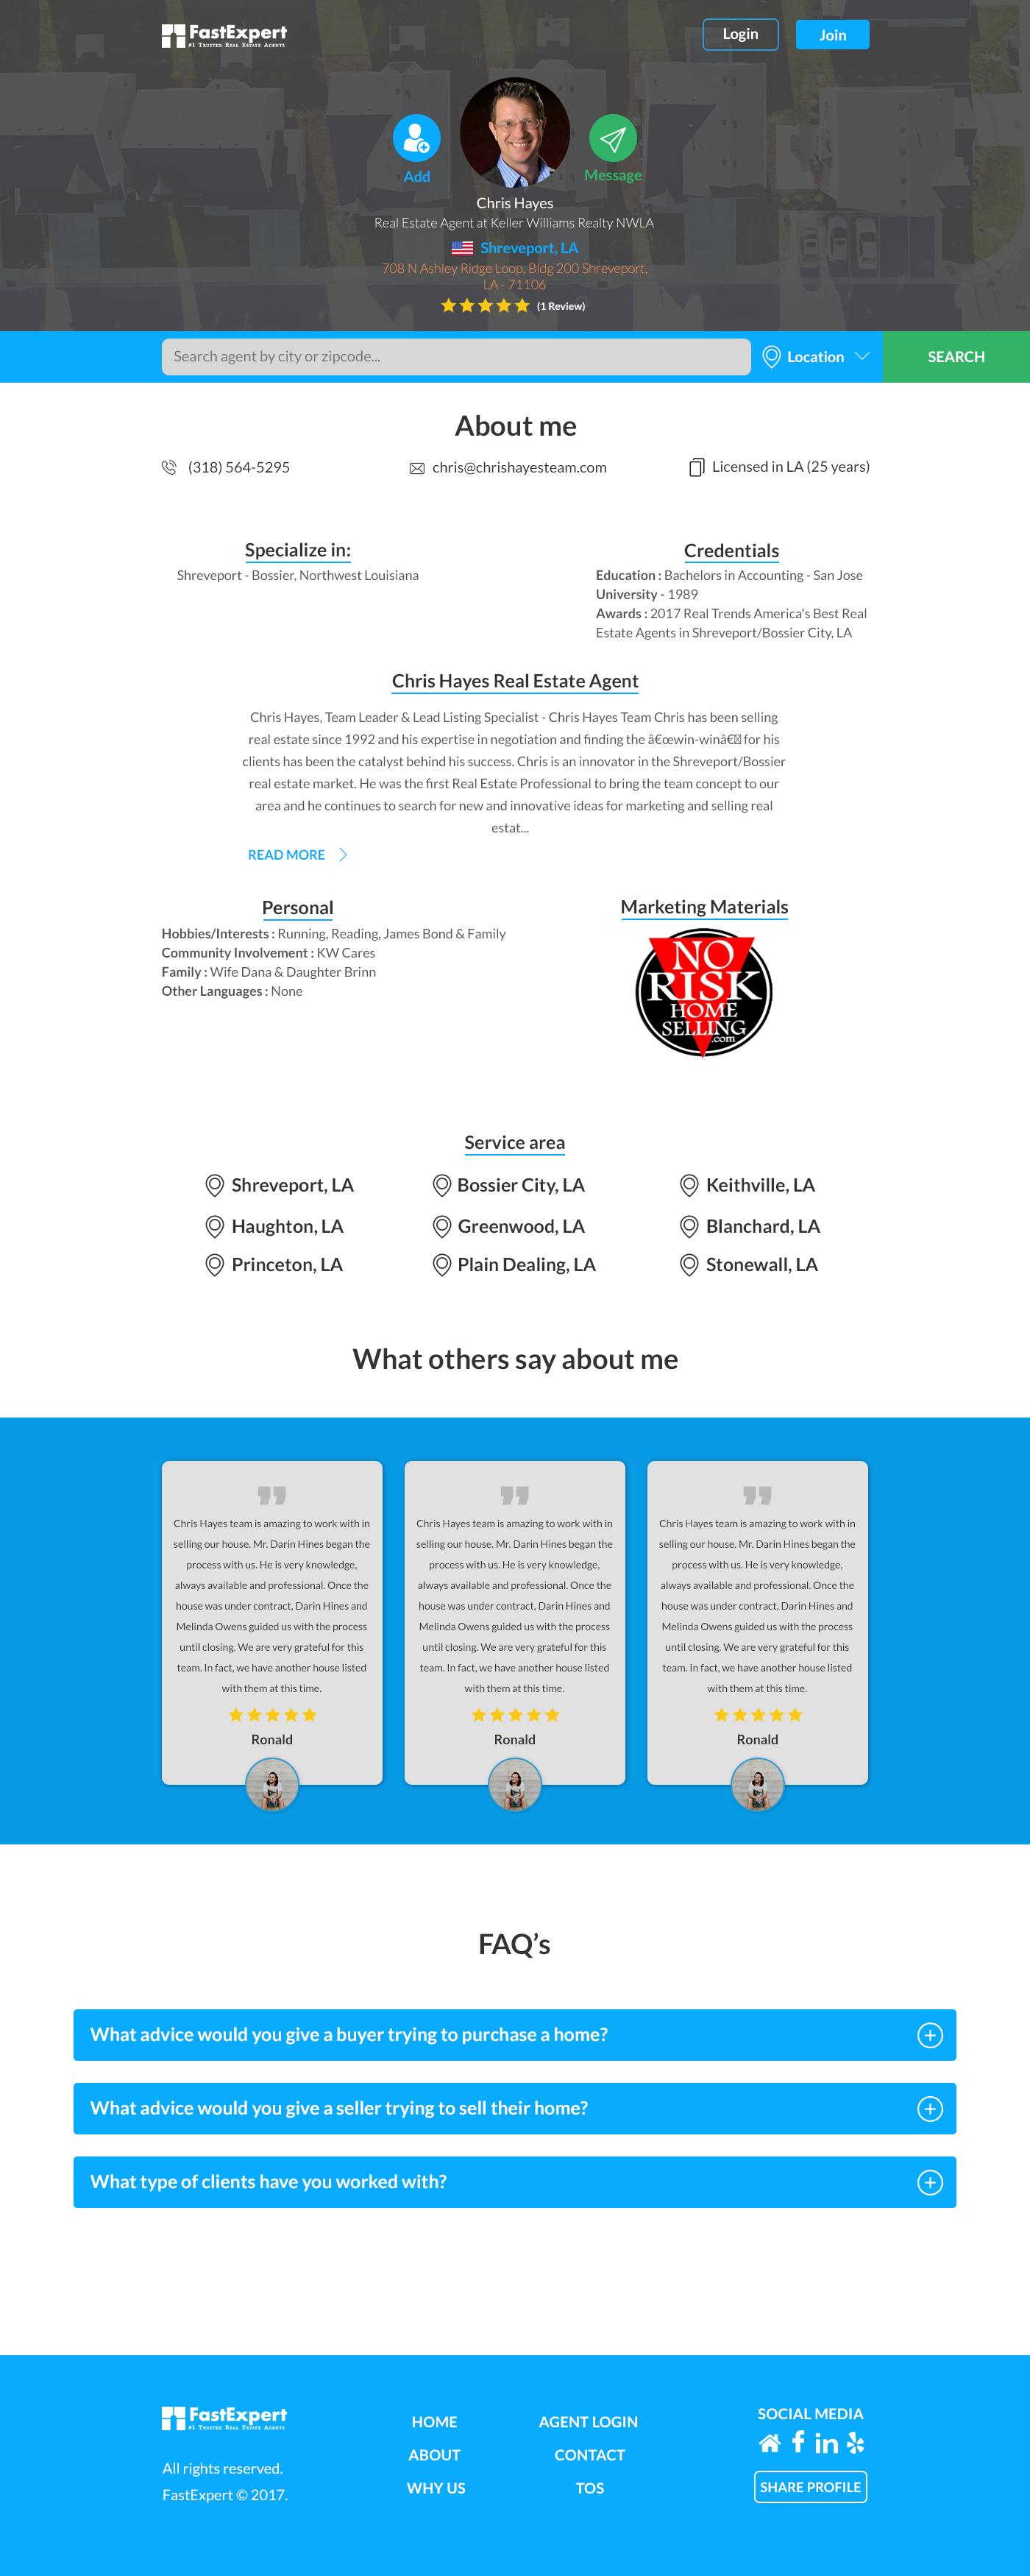 FastExpert
#1 Trusted Real Estate Agents
Login
Join
Add
Message
Chris Hayes
Real Estate Agent at Keller Williams Realty NWLA
Shreveport, LA
708 N Ashley Ridge Loop, Bldg 200 Shreveport,
LA - 71106
(1 Review)
Search agent by city or zipcode...
Location
SEARCH
About me
(318) 564-5295
chris@chrishayesteam.com
Licensed in LA (25 years)
Specialize in:
Shreveport - Bossier, Northwest Louisiana
Credentials
Education : Bachelors in Accounting - San Jose
University - 1989
Awards : 2017 Real Trends America's Best Real
Estate Agents in Shreveport/Bossier City, LA
Chris Hayes Real Estate Agent
Chris Hayes, Team Leader & Lead Listing Specialist - Chris Hayes Team Chris has been selling
real estate since 1992 and his expertise in negotiation and finding the â€œwin-winâ€ for his
clients has been the catalyst behind his success. Chris is an innovator in the Shreveport/Bossier
real estate market. He was the first Real Estate Professional to bring the team concept to our
area and he continues to search for new and innovative ideas for marketing and selling real
estat...
READ MORE
Personal
Hobbies/Interests : Running, Reading, James Bond & Family
Community Involvement : KW Cares
Family : Wife Dana & Daughter Brinn
Other Languages : None
Marketing Materials
NO
RISK
HOME
SELLING
.com
Service area
Shreveport, LA
Bossier City, LA
Keithville, LA
Haughton, LA
Greenwood, LA
Blanchard, LA
Princeton, LA
Plain Dealing, LA
Stonewall, LA
What others say about me
Chris Hayes team is amazing to work with in
selling our house. Mr. Darin Hines began the
process with us. He is very knowledge,
always available and professional. Once the
house was under contract, Darin Hines and
Melinda Owens guided us with the process
until closing. We are very grateful for this
team. In fact, we have another house listed
with them at this time.
Ronald
Chris Hayes team is amazing to work with in
selling our house. Mr. Darin Hines began the
process with us. He is very knowledge,
always available and professional. Once the
house was under contract, Darin Hines and
Melinda Owens guided us with the process
until closing. We are very grateful for this
team. In fact, we have another house listed
with them at this time.
Ronald
Chris Hayes team is amazing to work with in
selling our house. Mr. Darin Hines began the
process with us. He is very knowledge,
always available and professional. Once the
house was under contract, Darin Hines and
Melinda Owens guided us with the process
until closing. We are very grateful for this
team. In fact, we have another house listed
with them at this time.
Ronald
FAQ’s
What advice would you give a buyer trying to purchase a home?
What advice would you give a seller trying to sell their home?
What type of clients have you worked with?
FastExpert
#1 Trusted Real Estate Agents
All rights reserved.
FastExpert © 2017.
HOME
ABOUT
WHY US
AGENT LOGIN
CONTACT
TOS
SOCIAL MEDIA
SHARE PROFILE